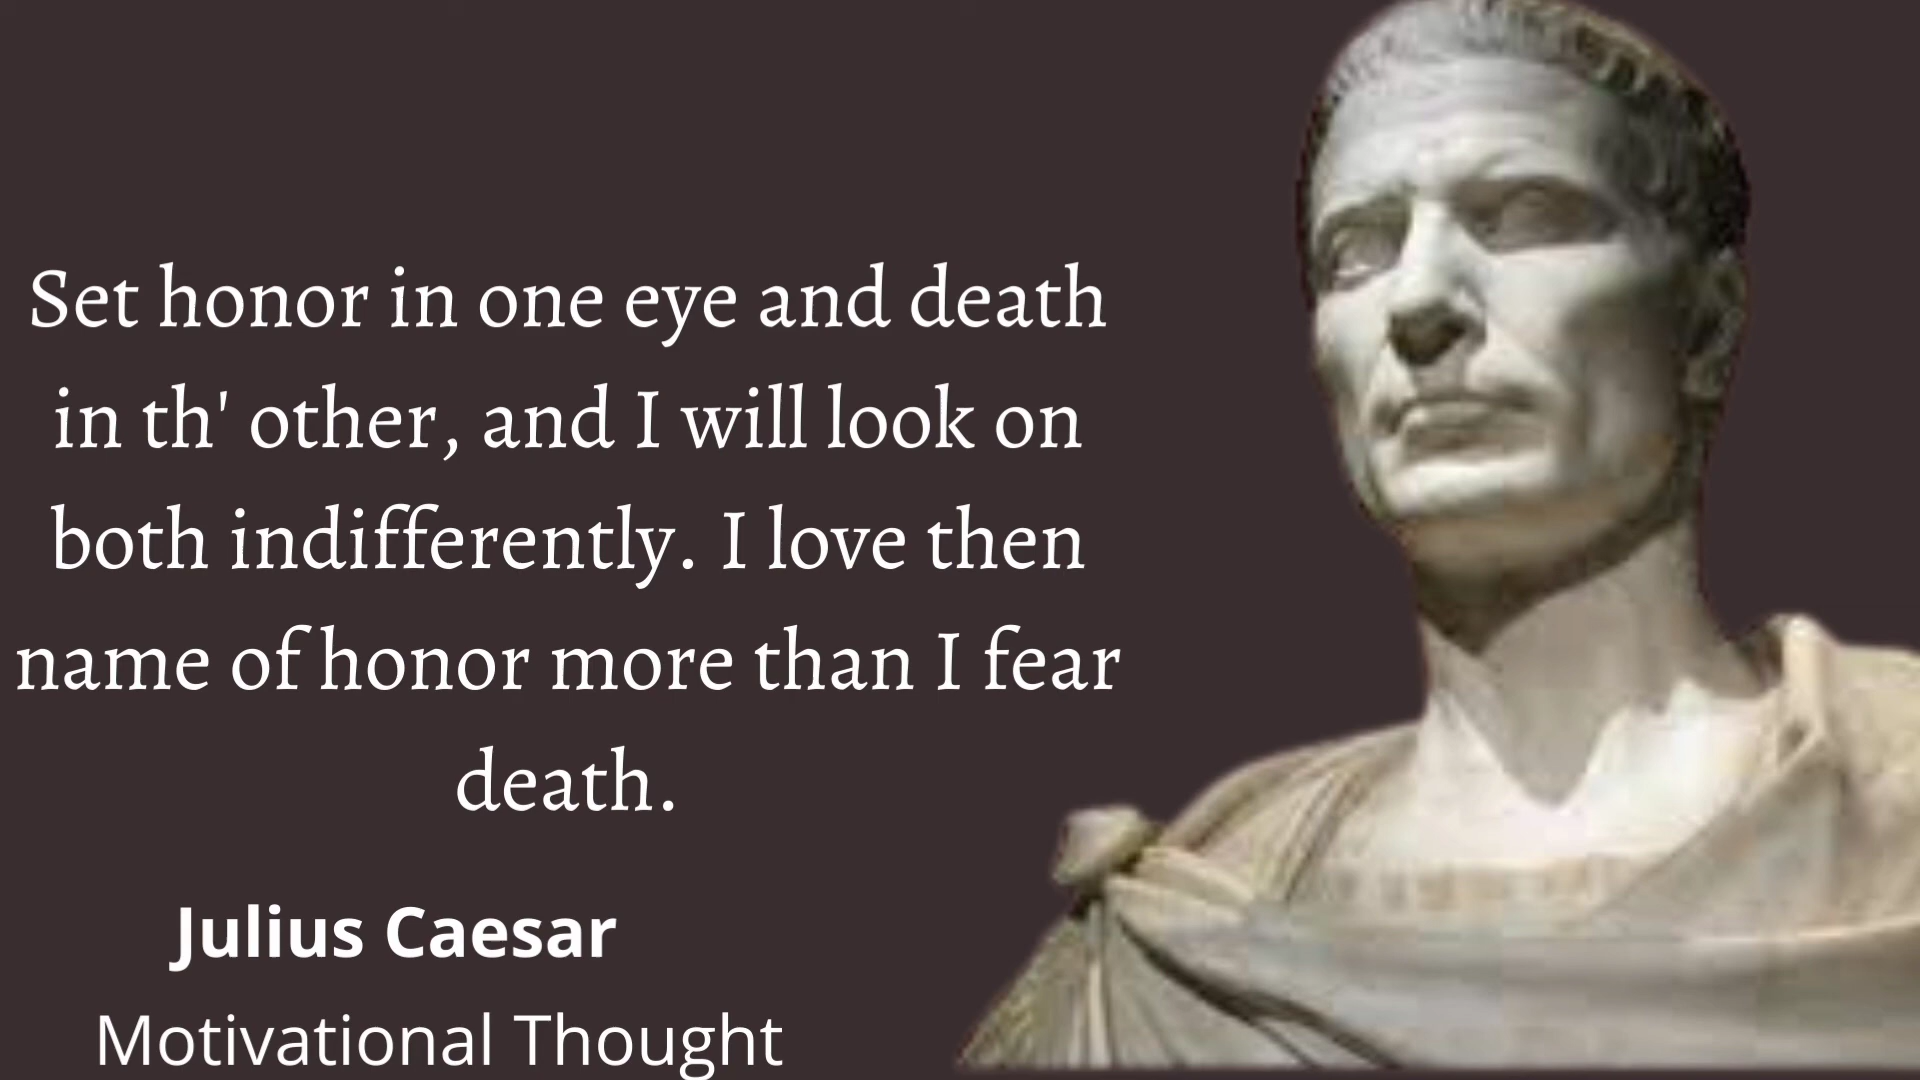 Set honor in one eye and death
in th' other, and I will look on
both indifferently. I love then
name of honor more than I fear
death.
Julius Caesar
Motivational Thought